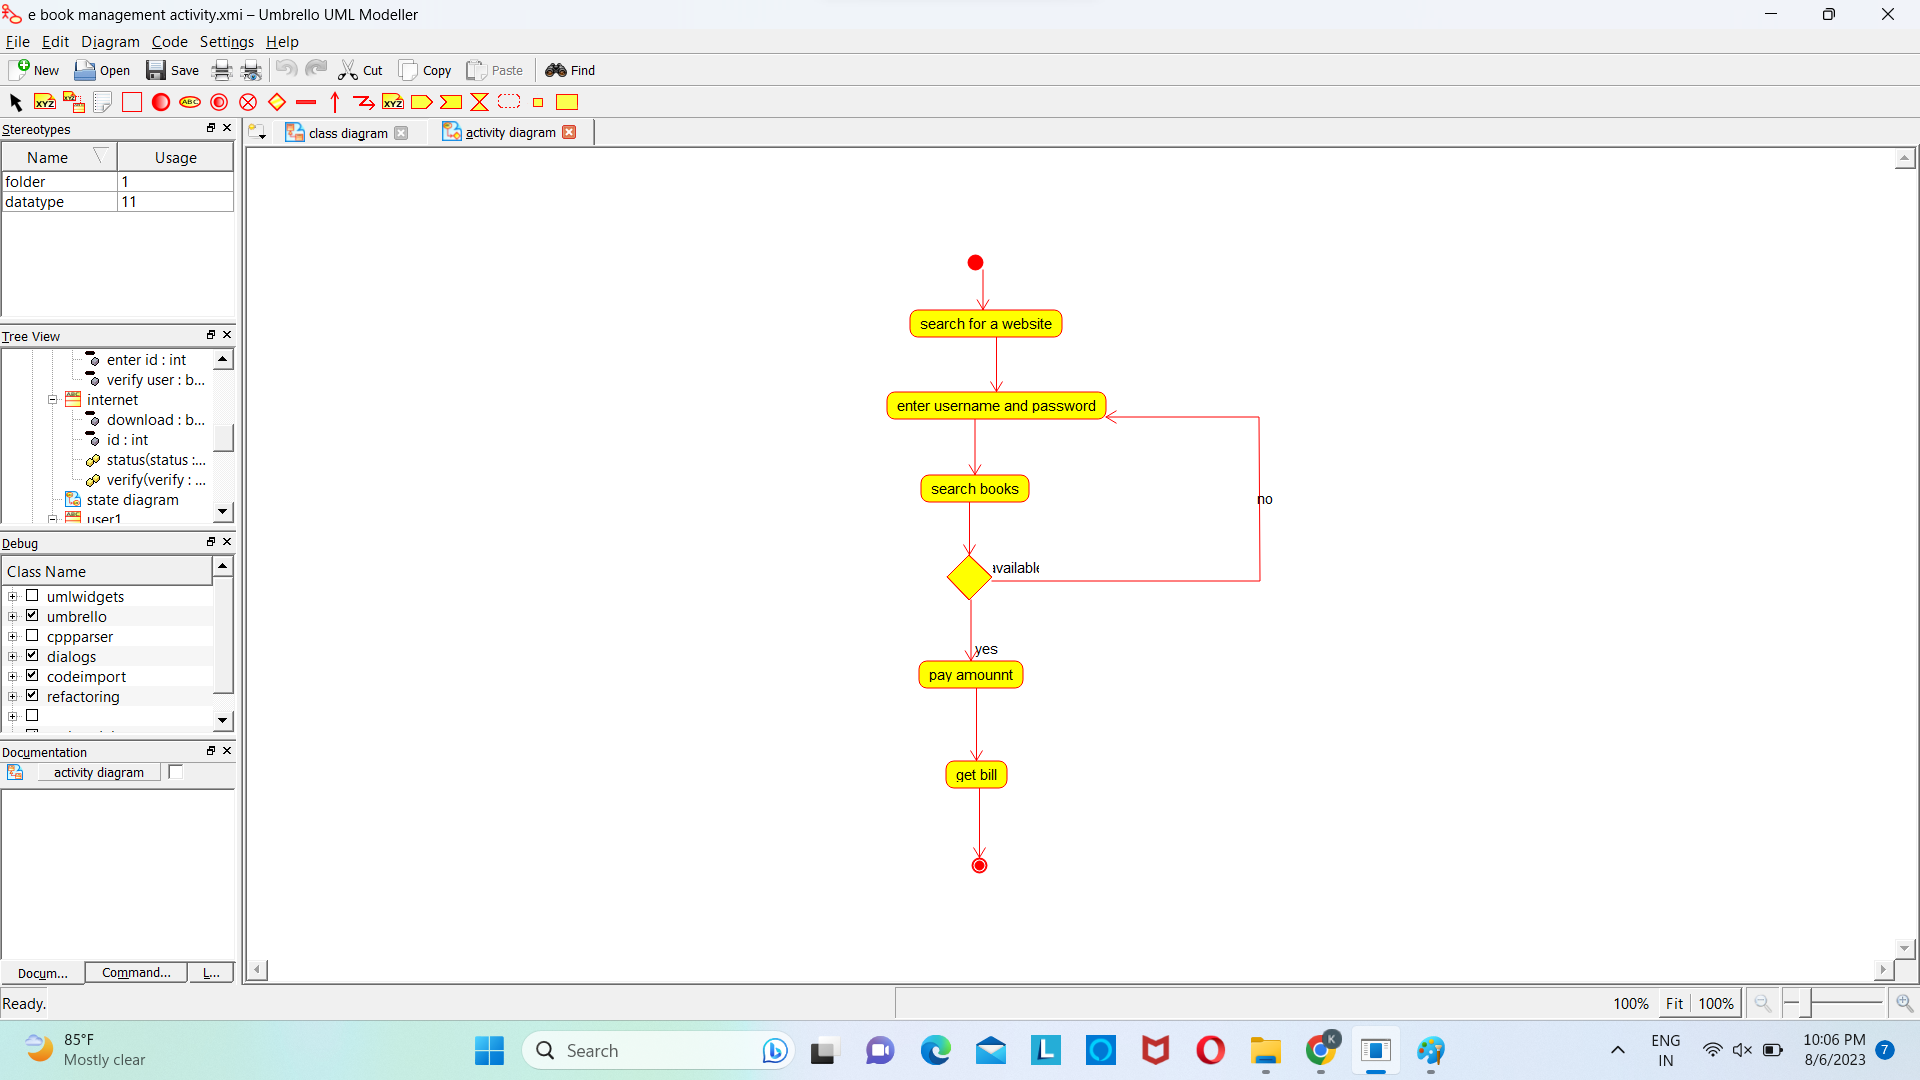 e book management activity.xmi – Umbrello UML Modeller
File Edit Diagram Code Settings Help
New Open Save Cut Copy Paste Find
XYZ ABC XYZ
Stereotypes
class diagram activity diagram
Name Usage
folder 1
datatype 11
Tree View
enter id : int
verify user : b...
internet
download : b...
id : int
status(status :...
verify(verify : ...
state diagram
user1
Debug
Class Name
umlwidgets
umbrello
cppparser
dialogs
codeimport
refactoring
Documentation
activity diagram
Docum... Command... L...
search for a website
enter username and password
search books
no
available
yes
pay amounnt
get bill
Ready.
100% Fit 100%
85°F
Mostly clear
Search
L
K
ENG
IN
10:06 PM
8/6/2023
7